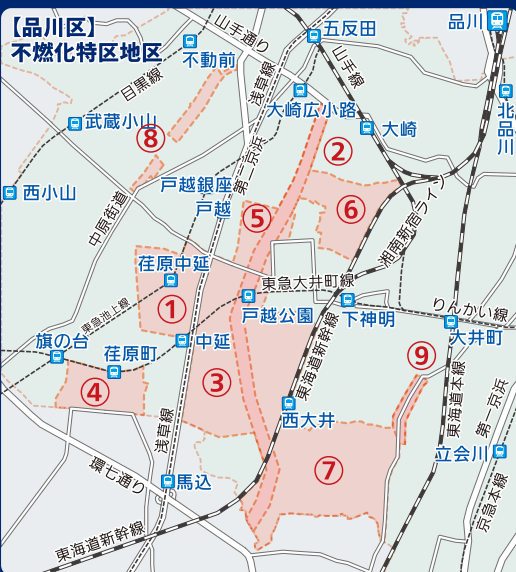 【品川区】
不燃化特区地区
山手通り
五反田
品川
不動前
浅草線
山手線
目黒線
大崎広小路
北品川
武蔵小山
⑧
②
大崎
西小山
戸越銀座
第一京浜
戸越
⑤
⑥
中原街道
湘南新宿ライン
荏原中延
東急大井町線
①
東急池上線
戸越公園
下神明
りんかい線
旗の台
荏原町
中延
大井町
③
東海道新幹線
⑨
④
西大井
東海道本線
第一京浜
浅草線
環七通り
⑦
立会川
馬込
京急本線
東海道新幹線